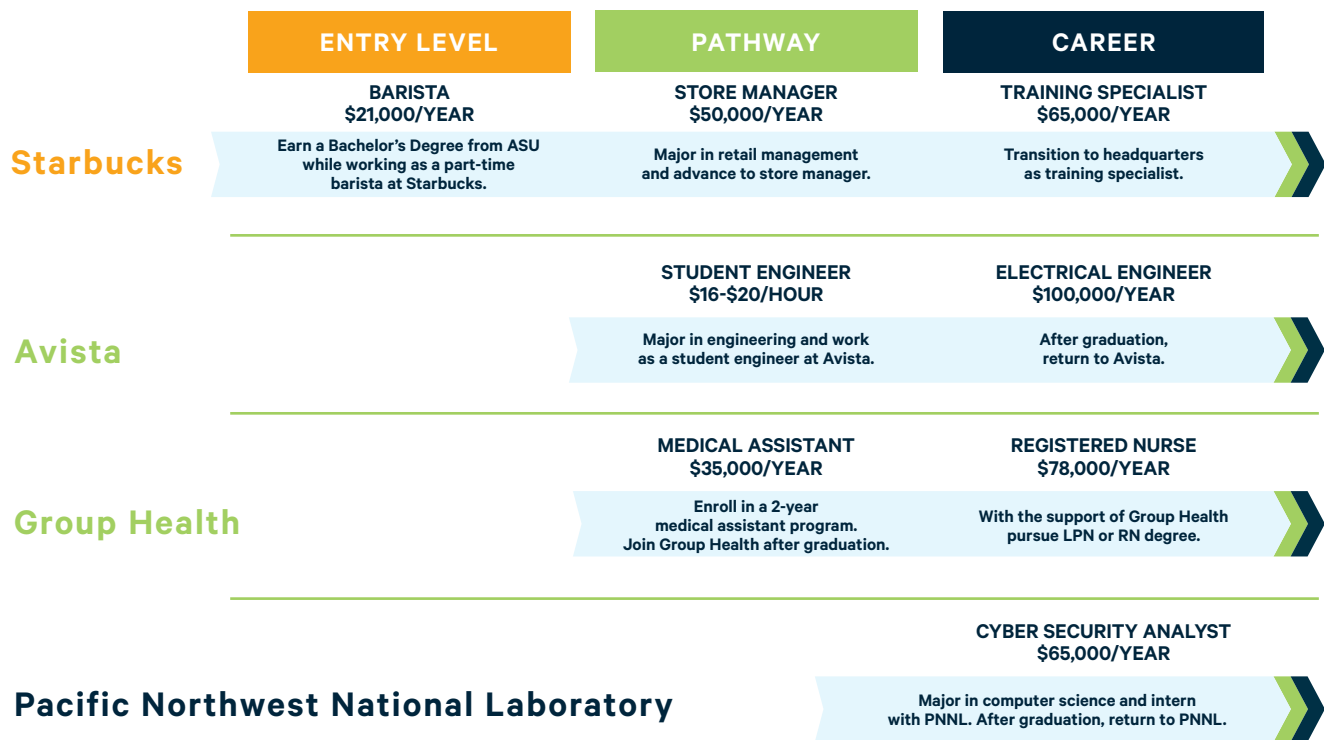 ENTRY LEVEL
PATHWAY
CAREER
BARISTA
$21,000/YEAR
STORE MANAGER
$50,000/YEAR
TRAINING SPECIALIST
$65,000/YEAR
Starbucks
Earn a Bachelor’s Degree from ASU
while working as a part-time
barista at Starbucks.
Major in retail management
and advance to store manager.
Transition to headquarters
as training specialist.
STUDENT ENGINEER
$16-$20/HOUR
ELECTRICAL ENGINEER
$100,000/YEAR
Avista
Major in engineering and work
as a student engineer at Avista.
After graduation,
return to Avista.
MEDICAL ASSISTANT
$35,000/YEAR
REGISTERED NURSE
$78,000/YEAR
Group Health
Enroll in a 2-year
medical assistant program.
Join Group Health after graduation.
With the support of Group Health
pursue LPN or RN degree.
CYBER SECURITY ANALYST
$65,000/YEAR
Pacific Northwest National Laboratory
Major in computer science and intern
with PNNL. After graduation, return to PNNL.